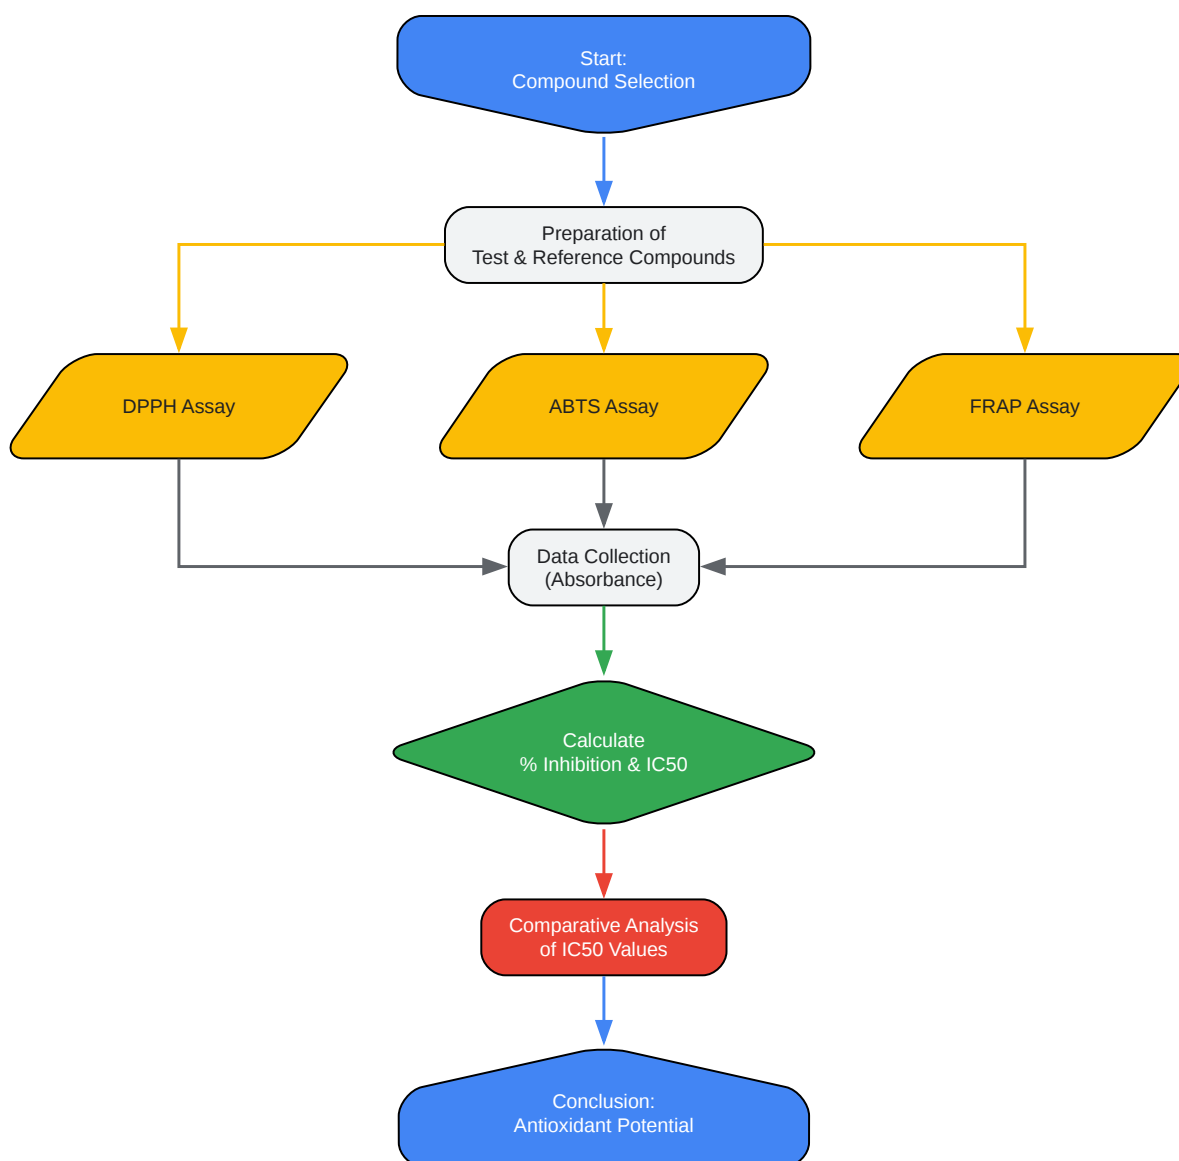 Start:
Compound Selection
Preparation of
Test & Reference Compounds
DPPH Assay
ABTS Assay
FRAP Assay
Data Collection
(Absorbance)
Calculate
% Inhibition & IC50
Comparative Analysis
of IC50 Values
Conclusion:
Antioxidant Potential